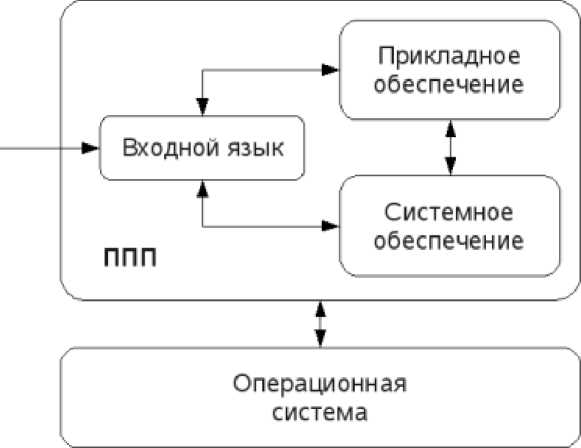 Прикладное
обеспечение
Входной язык
Системное
обеспечение
ППП
Операционная
система